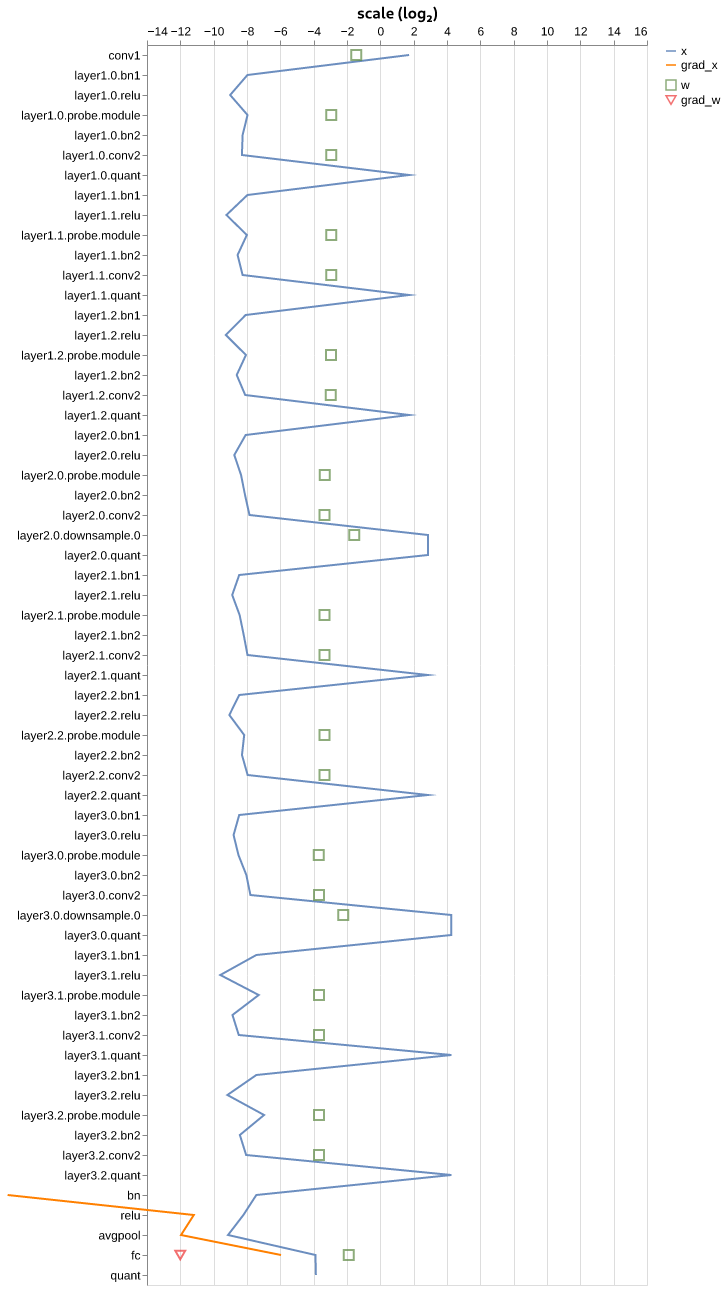 scale (log2)
−14 −12 −10 −8 −6 −4 −2 0 2 4 6 8 10 12 14 16
x
grad_x
w
grad_w
conv1
layer1.0.bn1
layer1.0.relu
layer1.0.probe.module
layer1.0.bn2
layer1.0.conv2
layer1.0.quant
layer1.1.bn1
layer1.1.relu
layer1.1.probe.module
layer1.1.bn2
layer1.1.conv2
layer1.1.quant
layer1.2.bn1
layer1.2.relu
layer1.2.probe.module
layer1.2.bn2
layer1.2.conv2
layer1.2.quant
layer2.0.bn1
layer2.0.relu
layer2.0.probe.module
layer2.0.bn2
layer2.0.conv2
layer2.0.downsample.0
layer2.0.quant
layer2.1.bn1
layer2.1.relu
layer2.1.probe.module
layer2.1.bn2
layer2.1.conv2
layer2.1.quant
layer2.2.bn1
layer2.2.relu
layer2.2.probe.module
layer2.2.bn2
layer2.2.conv2
layer2.2.quant
layer3.0.bn1
layer3.0.relu
layer3.0.probe.module
layer3.0.bn2
layer3.0.conv2
layer3.0.downsample.0
layer3.0.quant
layer3.1.bn1
layer3.1.relu
layer3.1.probe.module
layer3.1.bn2
layer3.1.conv2
layer3.1.quant
layer3.2.bn1
layer3.2.relu
layer3.2.probe.module
layer3.2.bn2
layer3.2.conv2
layer3.2.quant
bn
relu
avgpool
fc
quant